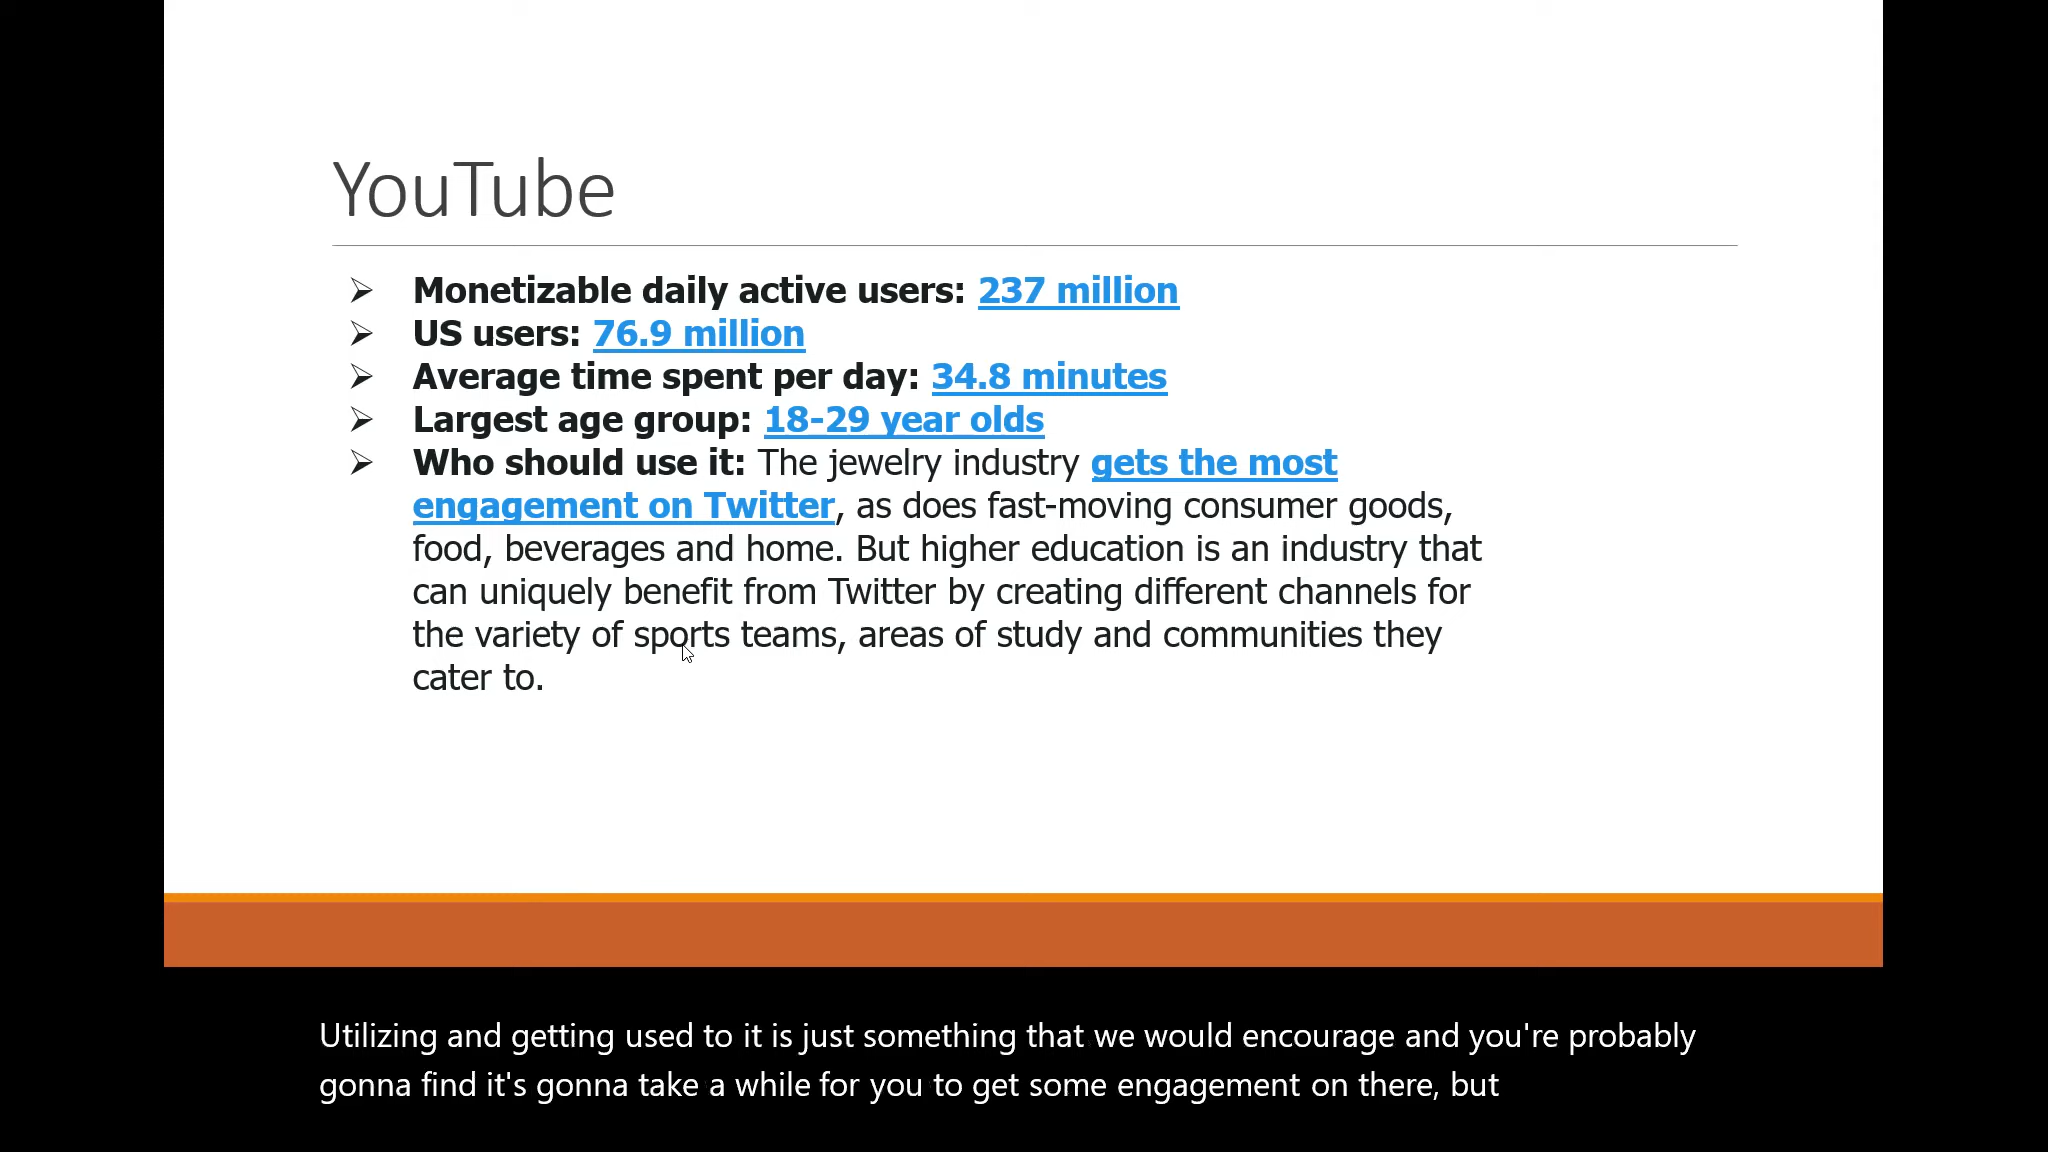 YouTube
➢ Monetizable daily active users: 237 million
➢ US users: 76.9 million
➢ Average time spent per day: 34.8 minutes
➢ Largest age group: 18-29 year olds
➢ Who should use it: The jewelry industry gets the most
engagement on Twitter, as does fast-moving consumer goods,
food, beverages and home. But higher education is an industry that
can uniquely benefit from Twitter by creating different channels for
the variety of sports teams, areas of study and communities they
cater to.
Utilizing and getting used to it is just something that we would encourage and you're probably
gonna find it's gonna take a while for you to get some engagement on there, but